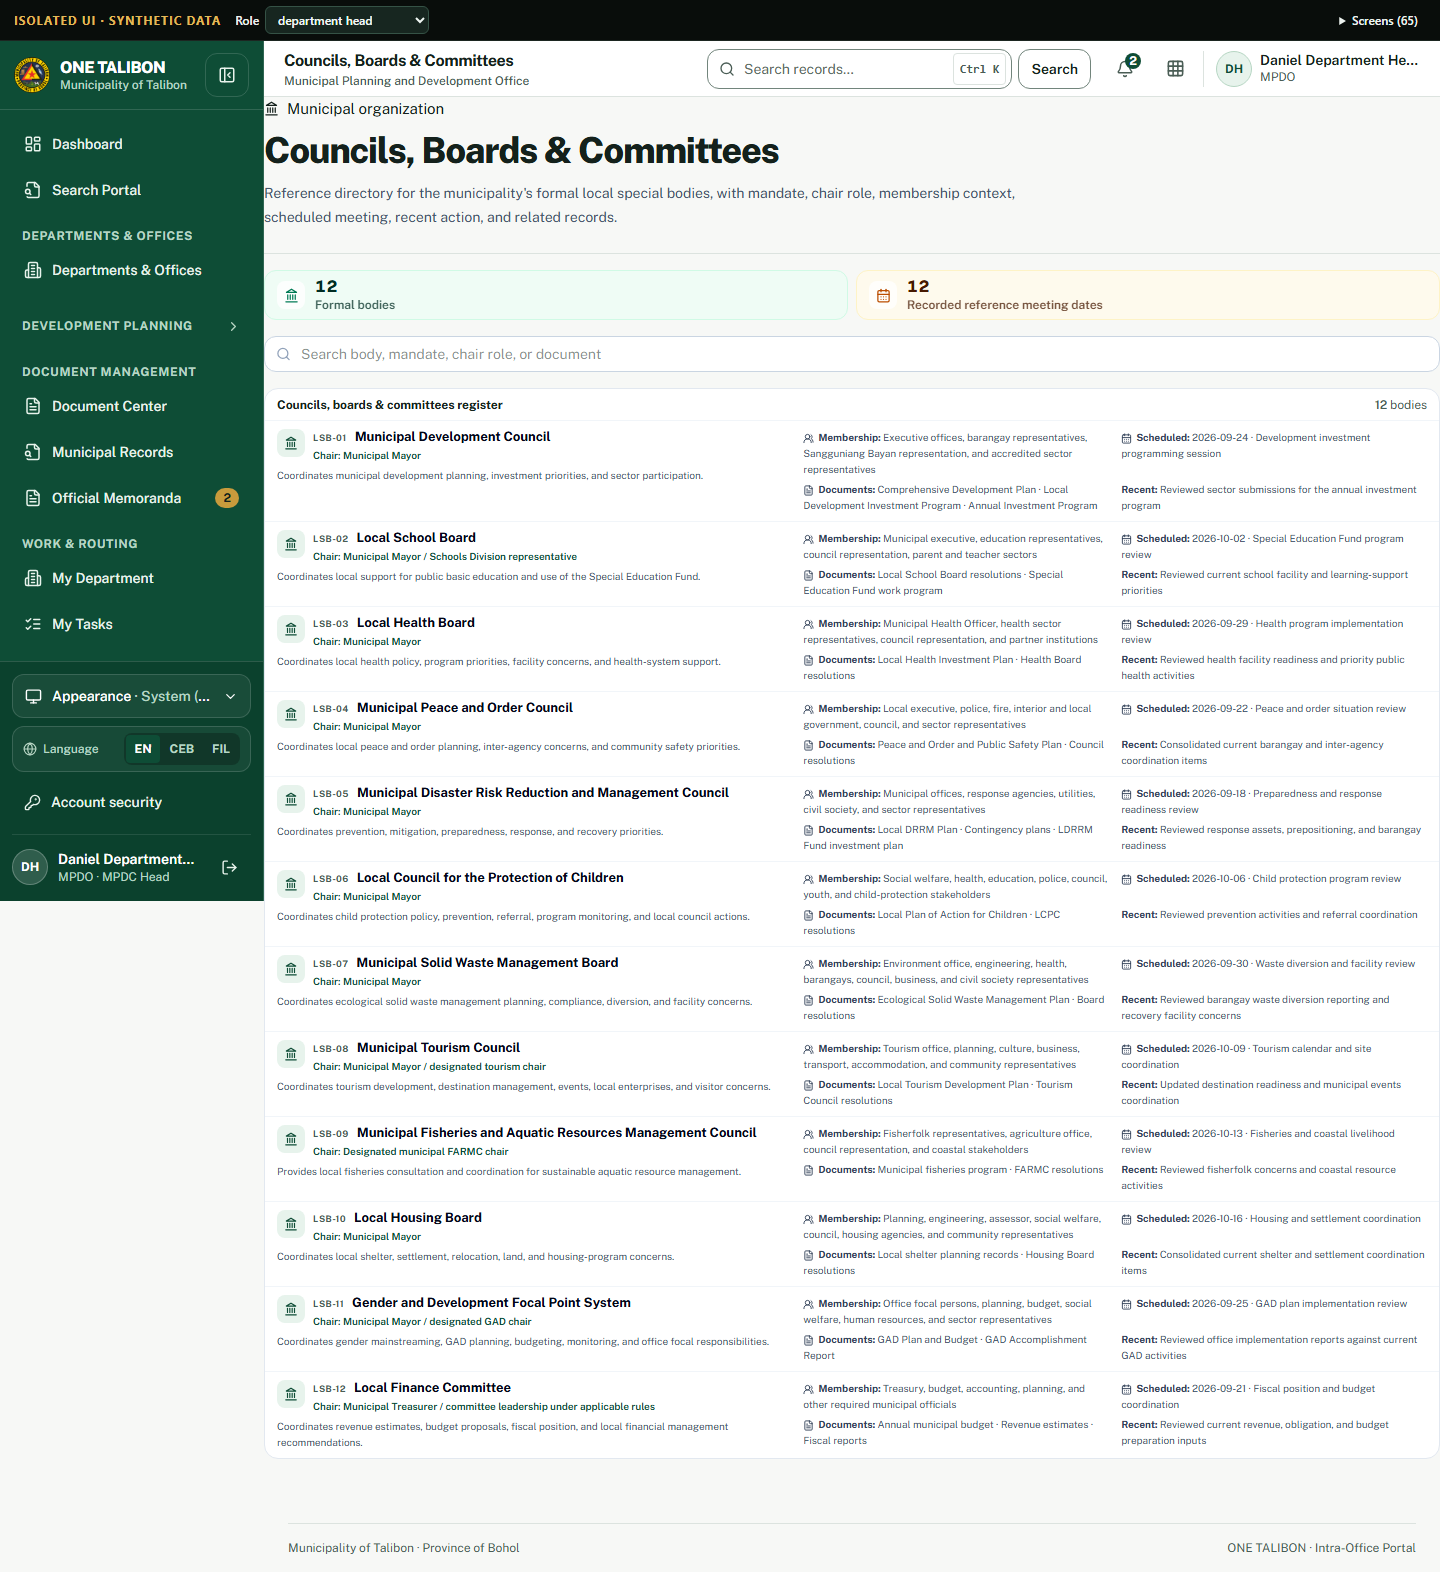 ISOLATED UI · SYNTHETIC DATA
Role
department head
Screens (65)
ONE TALIBON
Municipality of Talibon
Dashboard
Search Portal
DEPARTMENTS & OFFICES
Departments & Offices
DEVELOPMENT PLANNING
DOCUMENT MANAGEMENT
Document Center
Municipal Records
Official Memoranda
2
WORK & ROUTING
My Department
My Tasks
Appearance · System (...
Language
EN
CEB
FIL
Account security
DH
Daniel Department...
MPDO · MPDC Head
Councils, Boards & Committees
Municipal Planning and Development Office
Search records...
Ctrl K
Search
2
DH
Daniel Department He...
MPDO
Municipal organization
Councils, Boards & Committees
Reference directory for the municipality's formal local special bodies, with mandate, chair role, membership context,
scheduled meeting, recent action, and related records.
12
Formal bodies
12
Recorded reference meeting dates
Search body, mandate, chair role, or document
Councils, boards & committees register
12 bodies
LSB-01 Municipal Development Council
Chair: Municipal Mayor
Coordinates municipal development planning, investment priorities, and sector participation.
Membership: Executive offices, barangay representatives,
Sangguniang Bayan representation, and accredited sector
representatives
Documents: Comprehensive Development Plan · Local
Development Investment Program · Annual Investment Program
Scheduled: 2026-09-24 · Development investment
programming session
Recent: Reviewed sector submissions for the annual investment
program
LSB-02 Local School Board
Chair: Municipal Mayor / Schools Division representative
Coordinates local support for public basic education and use of the Special Education Fund.
Membership: Municipal executive, education representatives,
council representation, parent and teacher sectors
Documents: Local School Board resolutions · Special
Education Fund work program
Scheduled: 2026-10-02 · Special Education Fund program
review
Recent: Reviewed current school facility and learning-support
priorities
LSB-03 Local Health Board
Chair: Municipal Mayor
Coordinates local health policy, program priorities, facility concerns, and health-system support.
Membership: Municipal Health Officer, health sector
representatives, council representation, and partner institutions
Documents: Local Health Investment Plan · Health Board
resolutions
Scheduled: 2026-09-29 · Health program implementation
review
Recent: Reviewed health facility readiness and priority public
health activities
LSB-04 Municipal Peace and Order Council
Chair: Municipal Mayor
Coordinates local peace and order planning, inter-agency concerns, and community safety priorities.
Membership: Local executive, police, fire, interior and local
government, council, and sector representatives
Documents: Peace and Order and Public Safety Plan · Council
resolutions
Scheduled: 2026-09-22 · Peace and order situation review
Recent: Consolidated current barangay and inter-agency
coordination items
LSB-05 Municipal Disaster Risk Reduction and Management Council
Chair: Municipal Mayor
Coordinates prevention, mitigation, preparedness, response, and recovery priorities.
Membership: Municipal offices, response agencies, utilities,
civil society, and sector representatives
Documents: Local DRRM Plan · Contingency plans · LDRRM
Fund investment plan
Scheduled: 2026-09-18 · Preparedness and response
readiness review
Recent: Reviewed response assets, prepositioning, and barangay
readiness
LSB-06 Local Council for the Protection of Children
Chair: Municipal Mayor
Coordinates child protection policy, prevention, referral, program monitoring, and local council actions.
Membership: Social welfare, health, education, police, council,
youth, and child-protection stakeholders
Documents: Local Plan of Action for Children · LCPC
resolutions
Scheduled: 2026-10-06 · Child protection program review
Recent: Reviewed prevention activities and referral coordination
LSB-07 Municipal Solid Waste Management Board
Chair: Municipal Mayor
Coordinates ecological solid waste management planning, compliance, diversion, and facility concerns.
Membership: Environment office, engineering, health,
barangays, council, business, and civil society representatives
Documents: Ecological Solid Waste Management Plan · Board
resolutions
Scheduled: 2026-09-30 · Waste diversion and facility review
Recent: Reviewed barangay waste diversion reporting and
recovery facility concerns
LSB-08 Municipal Tourism Council
Chair: Municipal Mayor / designated tourism chair
Coordinates tourism development, destination management, events, local enterprises, and visitor concerns.
Membership: Tourism office, planning, culture, business,
transport, accommodation, and community representatives
Documents: Local Tourism Development Plan · Tourism
Council resolutions
Scheduled: 2026-10-09 · Tourism calendar and site
coordination
Recent: Updated destination readiness and municipal events
coordination
LSB-09 Municipal Fisheries and Aquatic Resources Management Council
Chair: Designated municipal FARMC chair
Provides local fisheries consultation and coordination for sustainable aquatic resource management.
Membership: Fisherfolk representatives, agriculture office,
council representation, and coastal stakeholders
Documents: Municipal fisheries program · FARMC resolutions
Scheduled: 2026-10-13 · Fisheries and coastal livelihood
review
Recent: Reviewed fisherfolk concerns and coastal resource
activities
LSB-10 Local Housing Board
Chair: Municipal Mayor
Coordinates local shelter, settlement, relocation, land, and housing-program concerns.
Membership: Planning, engineering, assessor, social welfare,
council, housing agencies, and community representatives
Documents: Local shelter planning records · Housing Board
resolutions
Scheduled: 2026-10-16 · Housing and settlement coordination
Recent: Consolidated current shelter and settlement coordination
items
LSB-11 Gender and Development Focal Point System
Chair: Municipal Mayor / designated GAD chair
Coordinates gender mainstreaming, GAD planning, budgeting, monitoring, and office focal responsibilities.
Membership: Office focal persons, planning, budget, social
welfare, human resources, and sector representatives
Documents: GAD Plan and Budget · GAD Accomplishment
Report
Scheduled: 2026-09-25 · GAD plan implementation review
Recent: Reviewed office implementation reports against current
GAD activities
LSB-12 Local Finance Committee
Chair: Municipal Treasurer / committee leadership under applicable rules
Coordinates revenue estimates, budget proposals, fiscal position, and local financial management
recommendations.
Membership: Treasury, budget, accounting, planning, and
other required municipal officials
Documents: Annual municipal budget · Revenue estimates ·
Fiscal reports
Scheduled: 2026-09-21 · Fiscal position and budget
coordination
Recent: Reviewed current revenue, obligation, and budget
preparation inputs
Municipality of Talibon · Province of Bohol
ONE TALIBON · Intra-Office Portal